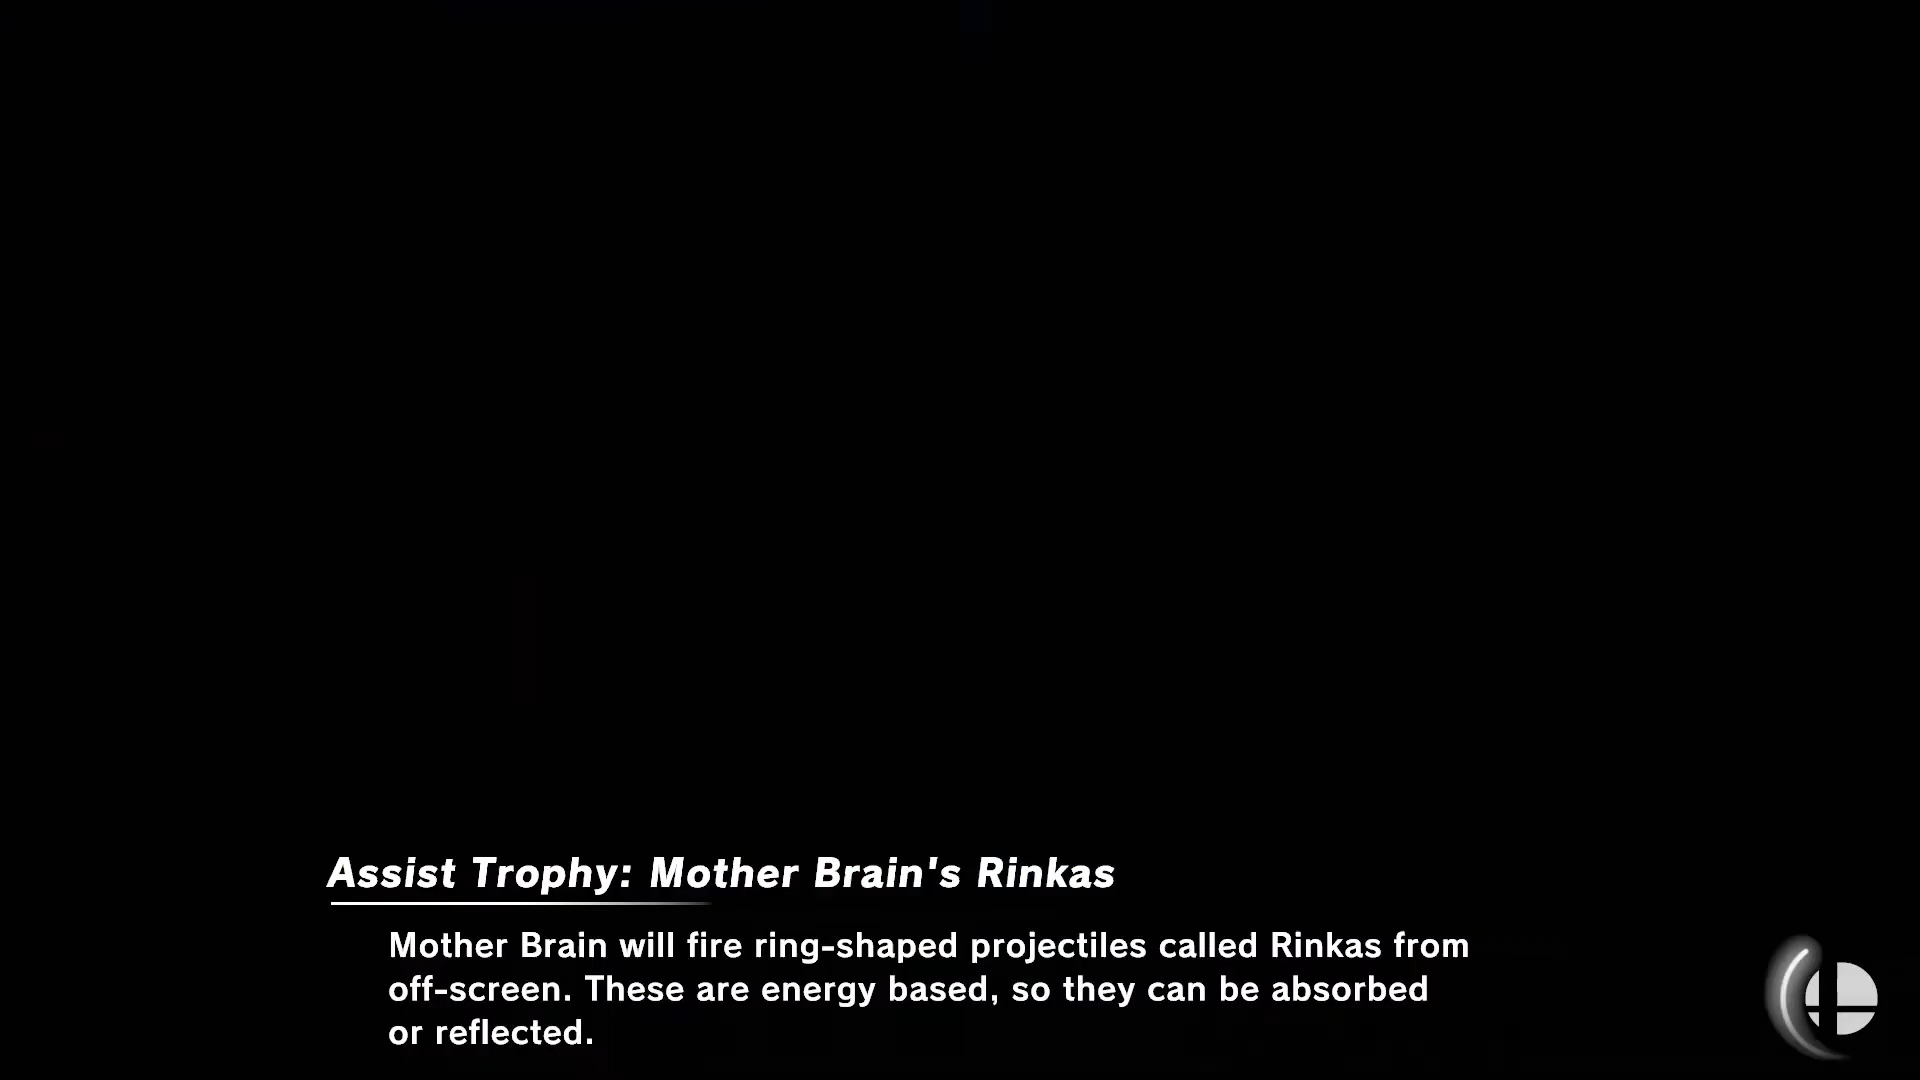 Assist Trophy: Mother Brain's Rinkas
Mother Brain will fire ring-shaped projectiles called Rinkas from
off-screen. These are energy based, so they can be absorbed
or reflected.